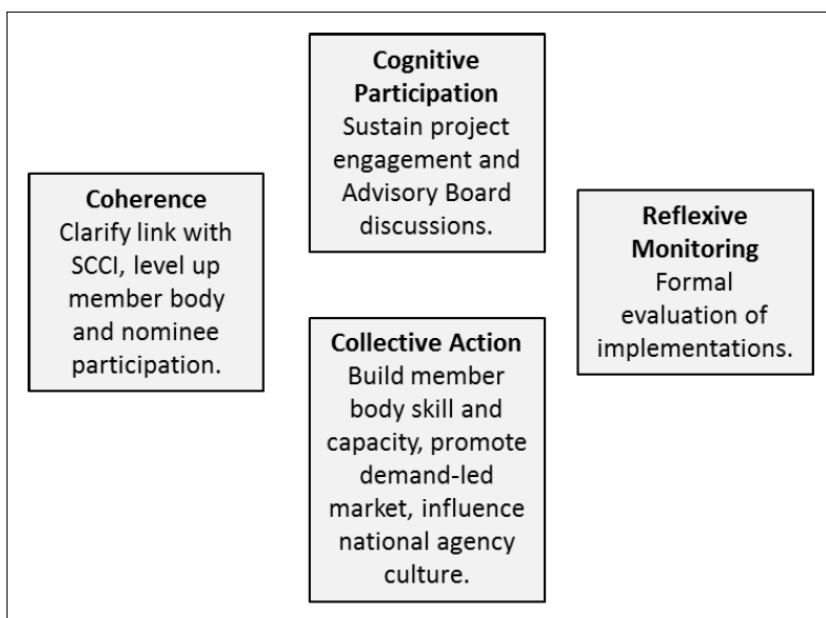 Cognitive
Participation
Sustain project
engagement and
Advisory Board
discussions.
Coherence
Clarify link with
SCCI, level up
member body
and nominee
participation.
Reflexive
Monitoring
Formal
evaluation of
implementations.
Collective Action
Build member
body skill and
capacity, promote
demand-led
market, influence
national agency
culture.